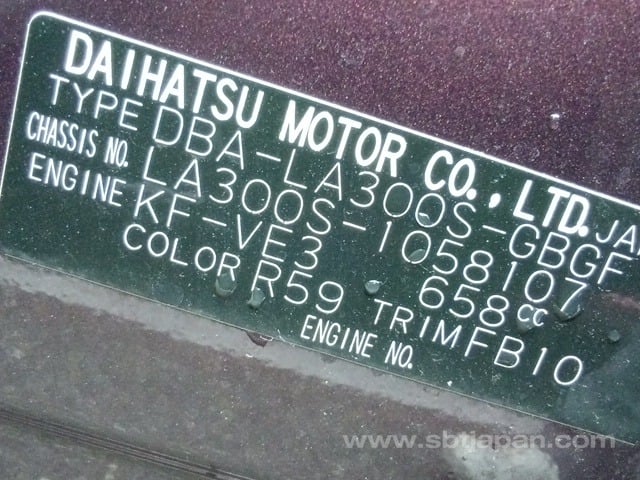 DAIHATSU MOTOR CO., LTD. JA
TYPE DBA-LA300S-GBGF
CHASSIS NO. LA300S-1058107
ENGINE KF-VE3 658CC
COLOR R59 TRIM FB10
ENGINE NO.
www.sbtjapan.com